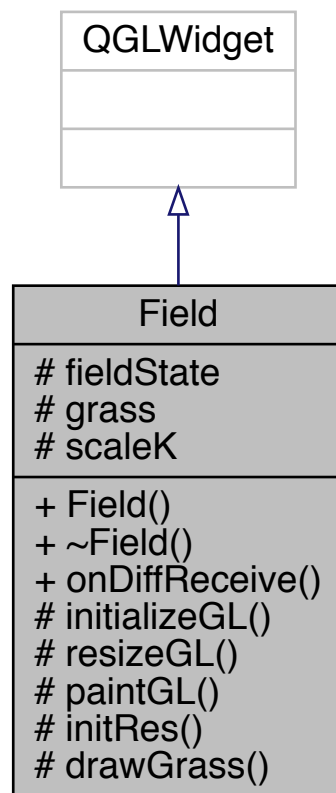 QGLWidget
Field
# fieldState
# grass
# scaleK
+ Field()
+ ~Field()
+ onDiffReceive()
# initializeGL()
# resizeGL()
# paintGL()
# initRes()
# drawGrass()